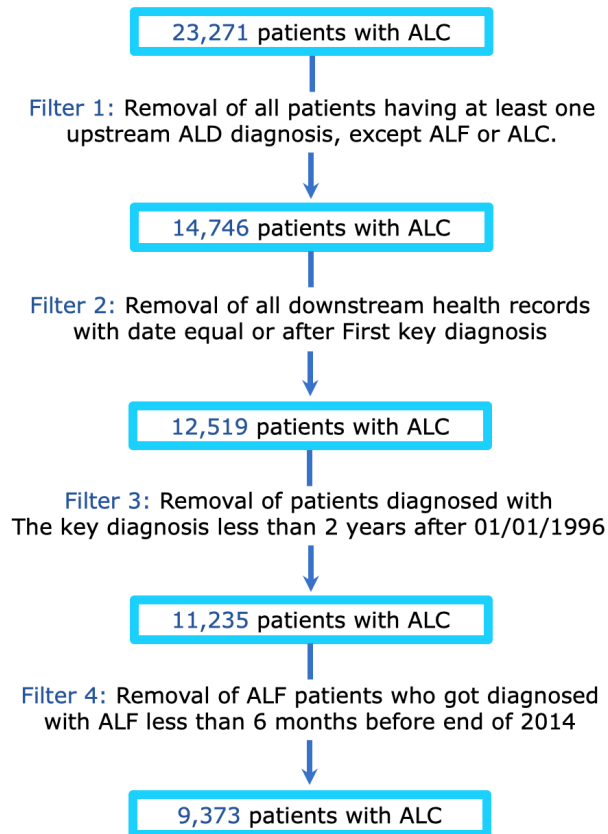 23,271 patients with ALC
Filter 1: Removal of all patients having at least one
upstream ALD diagnosis, except ALF or ALC.
14,746 patients with ALC
Filter 2: Removal of all downstream health records
with date equal or after First key diagnosis
12,519 patients with ALC
Filter 3: Removal of patients diagnosed with
The key diagnosis less than 2 years after 01/01/1996
11,235 patients with ALC
Filter 4: Removal of ALF patients who got diagnosed
with ALF less than 6 months before end of 2014
9,373 patients with ALC